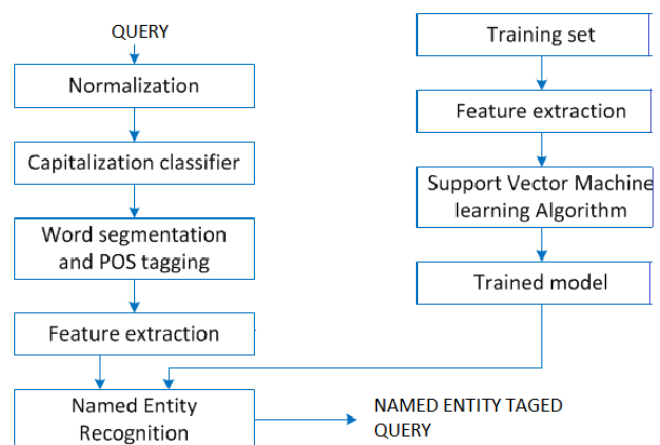 QUERY
Normalization
Capitalization classifier
Word segmentation
and POS tagging
Feature extraction
Named Entity
Recognition
Training set
Feature extraction
Support Vector Machine
learning Algorithm
Trained model
NAMED ENTITY TAGED
QUERY